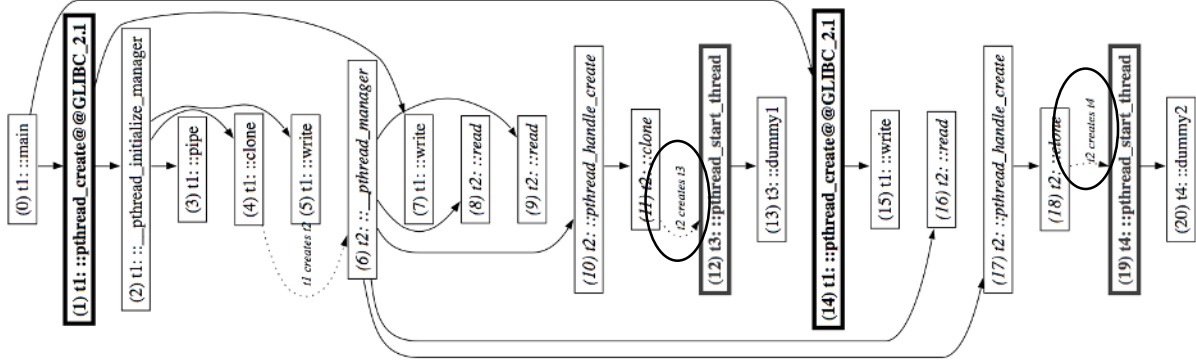 (0) t1: ::main
(1) t1: ::pthread_create@@GLIBC_2.1
(2) t1: ::__pthread_initialize_manager
(3) t1: ::pipe
(4) t1: ::clone
(5) t1: ::write
t1 creates t2
(6) t2: ::__pthread_manager
(7) t1: ::write
(8) t2: ::read
(9) t2: ::read
(10) t2: ::pthread_handle_create
(11) t2: ::clone
t2 creates t3
(12) t3: ::pthread_start_thread
(13) t3: ::dummy1
(14) t1: ::pthread_create@@GLIBC_2.1
(15) t1: ::write
(16) t2: ::read
(17) t2: ::pthread_handle_create
(18) t2: ::clone
t2 creates t4
(19) t4: ::pthread_start_thread
(20) t4: ::dummy2